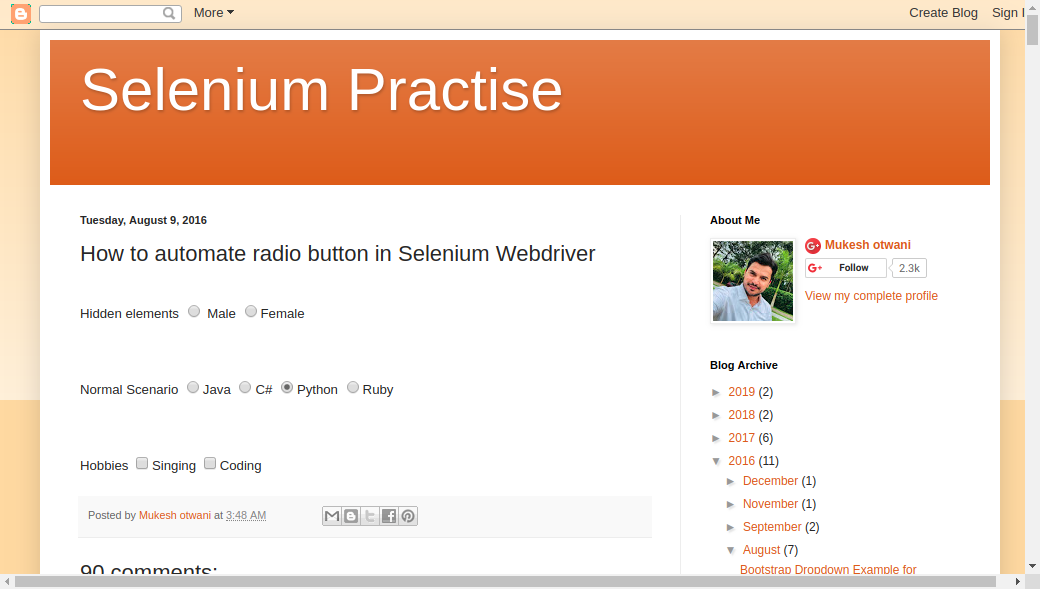 More Create Blog Sign
Selenium Practise
Tuesday, August 9, 2016
How to automate radio button in Selenium Webdriver
Hidden elements Male Female
Normal Scenario Java C# Python Ruby
Hobbies Singing Coding
Posted by Mukesh otwani at 3:48 AM
90 comments:
About Me
Mukesh otwani
Follow 2.3k
View my complete profile
Blog Archive
► 2019 (2)
► 2018 (2)
► 2017 (6)
▼ 2016 (11)
► December (1)
► November (1)
► September (2)
▼ August (7)
Bootstrap Dropdown Example for